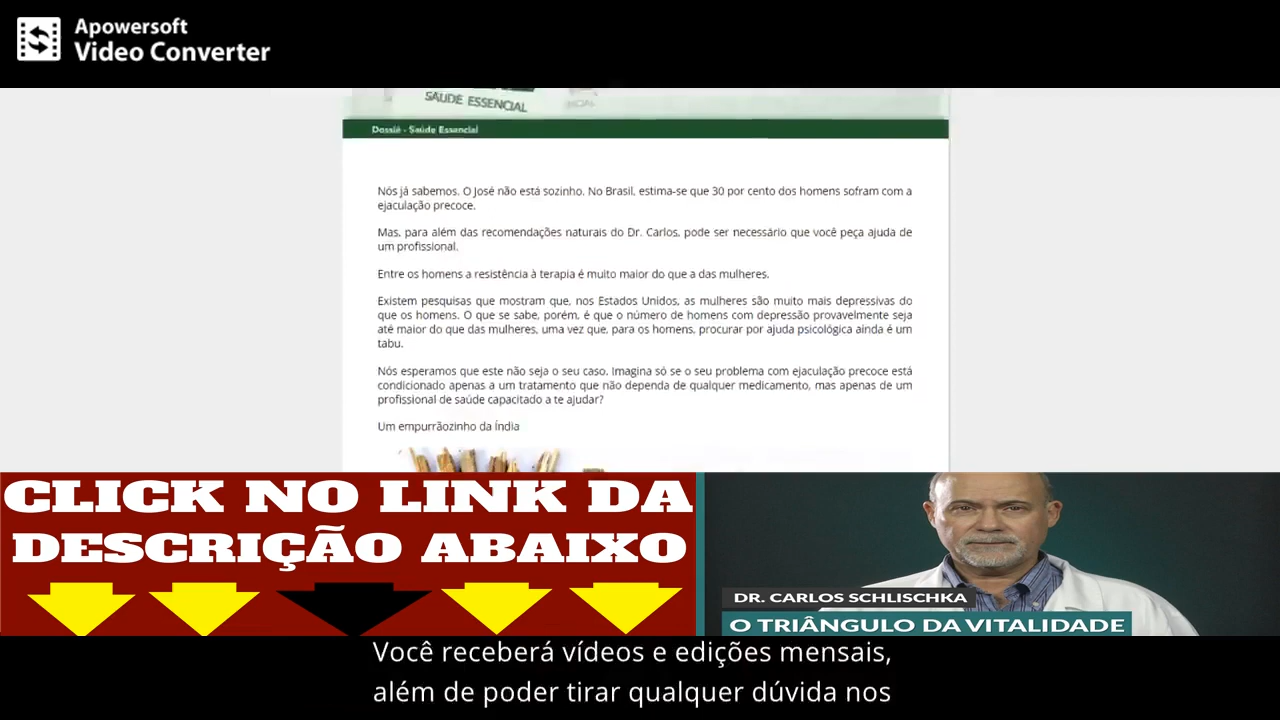 Apowersoft
Video Converter
SAÚDE ESSENCIAL
Dossiê - Saúde Essencial
Nós já sabemos. O José não está sozinho. No Brasil, estima-se que 30 por cento dos homens sofram com a
ejaculação precoce.
Mas, para além das recomendações naturais do Dr. Carlos, pode ser necessário que você peça ajuda de
um profissional.
Entre os homens a resistência à terapia é muito maior do que a das mulheres.
Existem pesquisas que mostram que, nos Estados Unidos, as mulheres são muito mais depressivas do
que os homens. O que se sabe, porém, é que o número de homens com depressão provavelmente seja
até maior do que das mulheres, uma vez que, para os homens, procurar por ajuda psicológica ainda é um
tabu.
Nós esperamos que este não seja o seu caso. Imagina só se o seu problema com ejaculação precoce está
condicionado apenas a um tratamento que não dependa de qualquer medicamento, mas apenas de um
profissional de saúde capacitado a te ajudar?
Um empurrãozinho da Índia
CLICK NO LINK DA
DESCRIÇÃO ABAIXO
DR. CARLOS SCHLISCHKA
O TRIÂNGULO DA VITALIDADE
Você receberá vídeos e edições mensais,
além de poder tirar qualquer dúvida nos